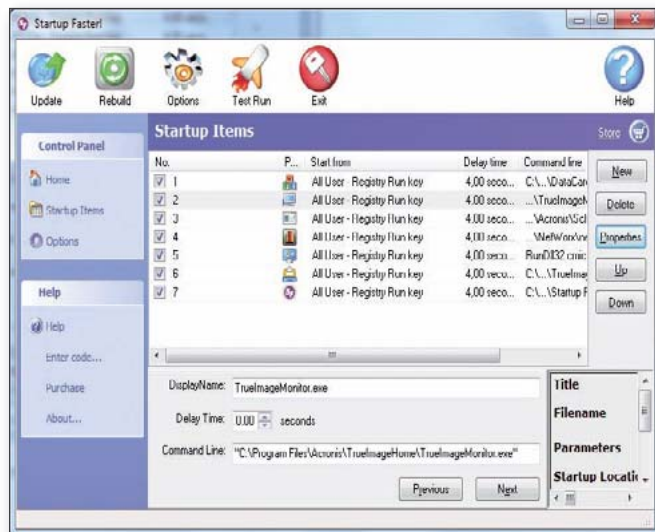 Startup Faster!
Update Rebuild Options Test Run Exit Help
Control Panel
Home
Startup Items
Options
Help
Help
Enter code...
Purchase
About...
Startup Items Store
No. P... Start from Delay time Command line
1 All User - Registry Run key 4,00 seco... C:\...\DataCar
2 All User - Registry Run key 4,00 seco... ...\TrueImageM
3 All User - Registry Run key 4,00 seco... ...\Acronis\Sch
4 All User - Registry Run key 4,00 seco... ...\NetWorx\ne
5 All User - Registry Run key 4,00 seco... RunDll32 cmic
6 All User - Registry Run key 4,00 seco... C:\...\TrueImag
7 All User - Registry Run key 4,00 seco... C:\...\Startup F
New
Delete
Properties
Up
Down
DisplayName: TrueImageMonitor.exe
Delay Time: 0.00 seconds
Command Line: "C:\Program Files\Acronis\TrueImageHome\TrueImageMonitor.exe"
Previous Next
Title
Filename
Parameters
Startup Locatic